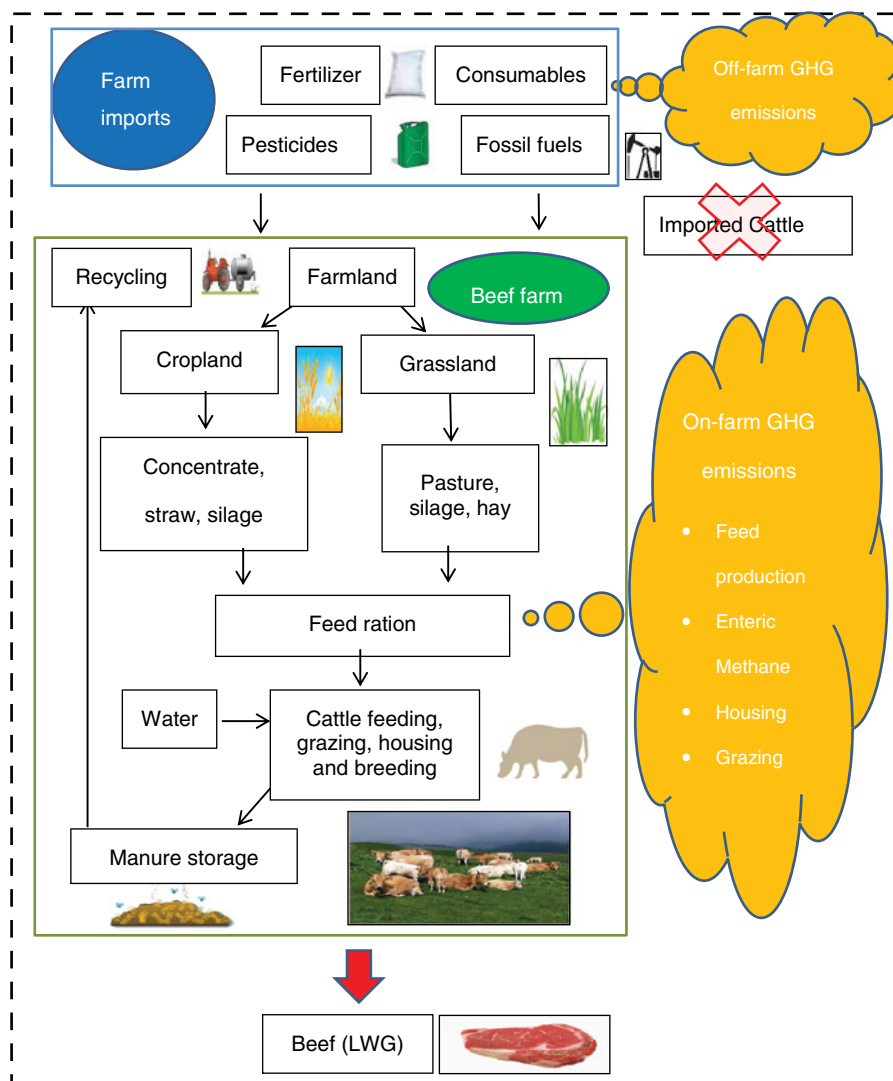 Farm
imports
Fertilizer
Consumables
Pesticides
Fossil fuels
Off-farm GHG
emissions
Imported Cattle
Recycling
Farmland
Beef farm
Cropland
Grassland
Concentrate,
straw, silage
Pasture,
silage, hay
On-farm GHG
emissions
• Feed
production
• Enteric
Methane
• Housing
• Grazing
Feed ration
Water
Cattle feeding,
grazing, housing
and breeding
Manure storage
Beef (LWG)